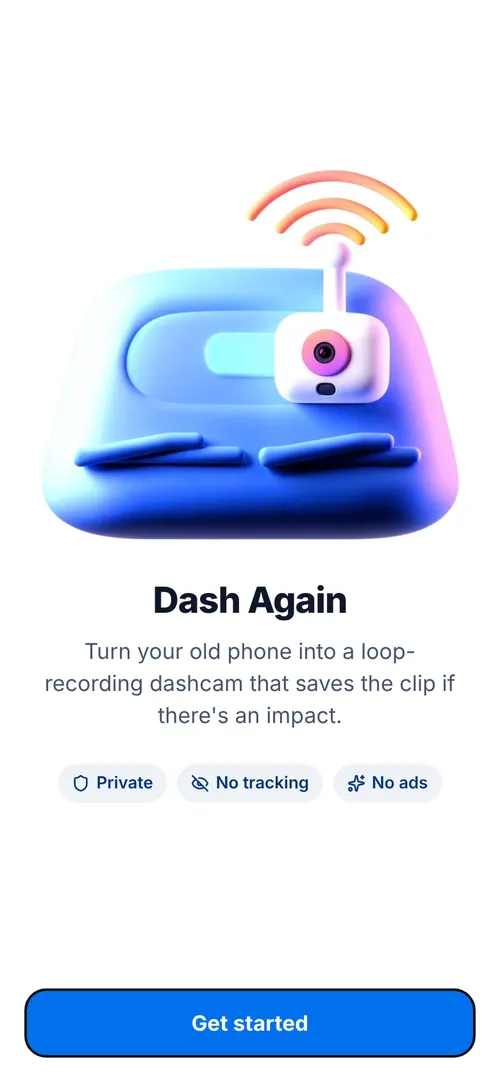 Dash Again
Turn your old phone into a loop-
recording dashcam that saves the clip if
there's an impact.
Private
No tracking
No ads
Get started